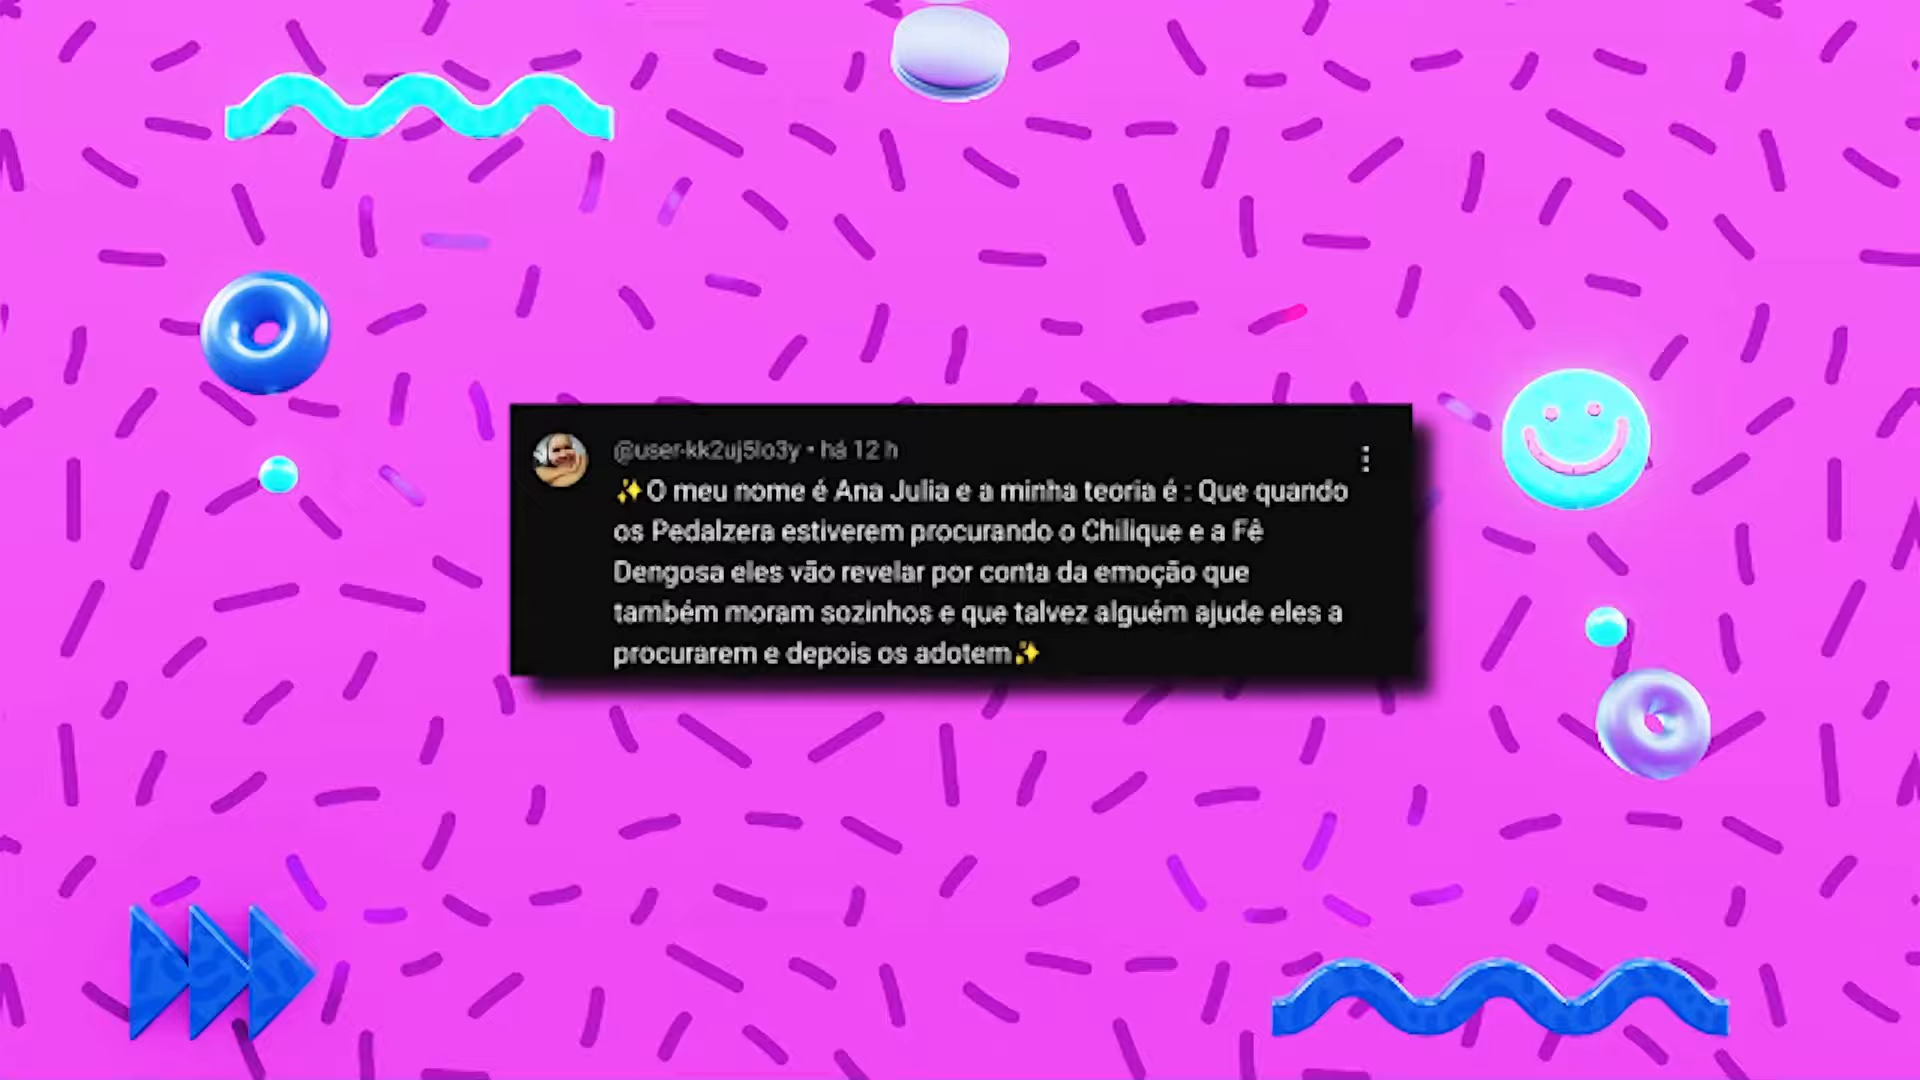 @user-kk2uj5lo3y • há 12 h
✨O meu nome é Ana Julia e a minha teoria é : Que quando
os Pedalzera estiverem procurando o Chilique e a Fê
Dengosa eles vão revelar por conta da emoção que
também moram sozinhos e que talvez alguém ajude eles a
procurarem e depois os adotem✨